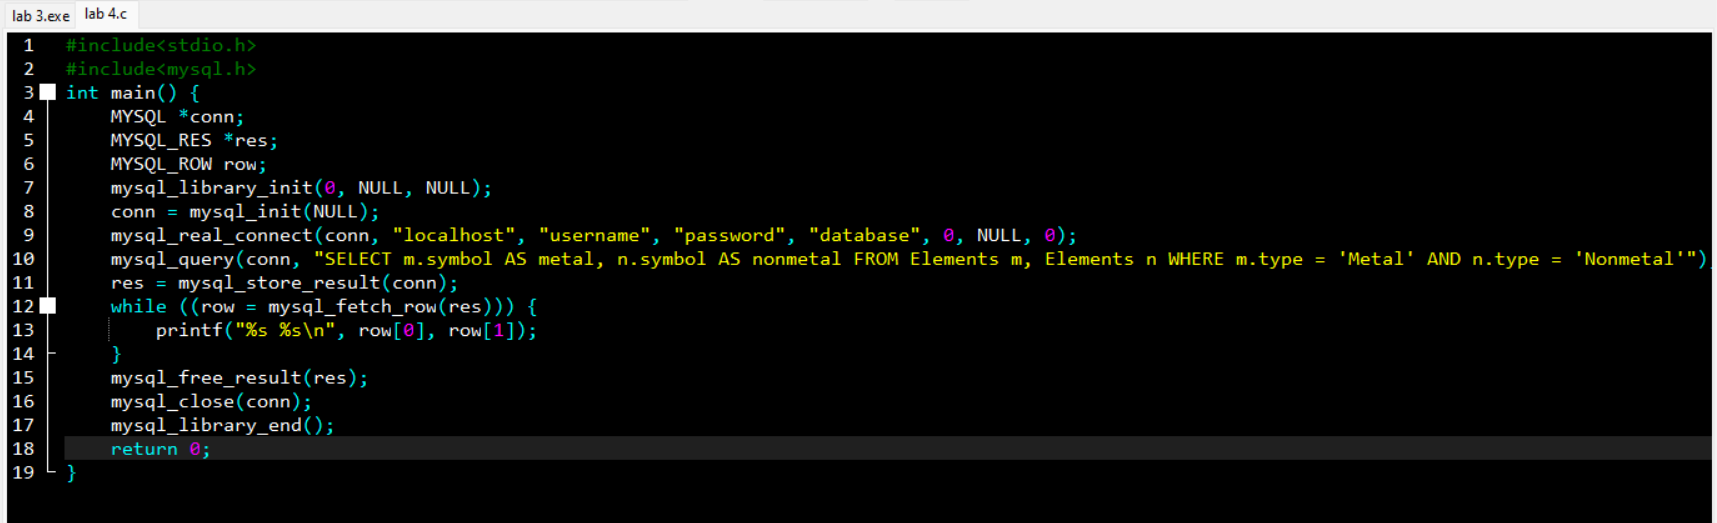 lab 3.exe lab 4.c
1 #include<stdio.h>
2 #include<mysql.h>
3 int main() {
4 MYSQL *conn;
5 MYSQL_RES *res;
6 MYSQL_ROW row;
7 mysql_library_init(0, NULL, NULL);
8 conn = mysql_init(NULL);
9 mysql_real_connect(conn, "localhost", "username", "password", "database", 0, NULL, 0);
10 mysql_query(conn, "SELECT m.symbol AS metal, n.symbol AS nonmetal FROM Elements m, Elements n WHERE m.type = 'Metal' AND n.type = 'Nonmetal'")
11 res = mysql_store_result(conn);
12 while ((row = mysql_fetch_row(res))) {
13 printf("%s %s\n", row[0], row[1]);
14 }
15 mysql_free_result(res);
16 mysql_close(conn);
17 mysql_library_end();
18 return 0;
19 }